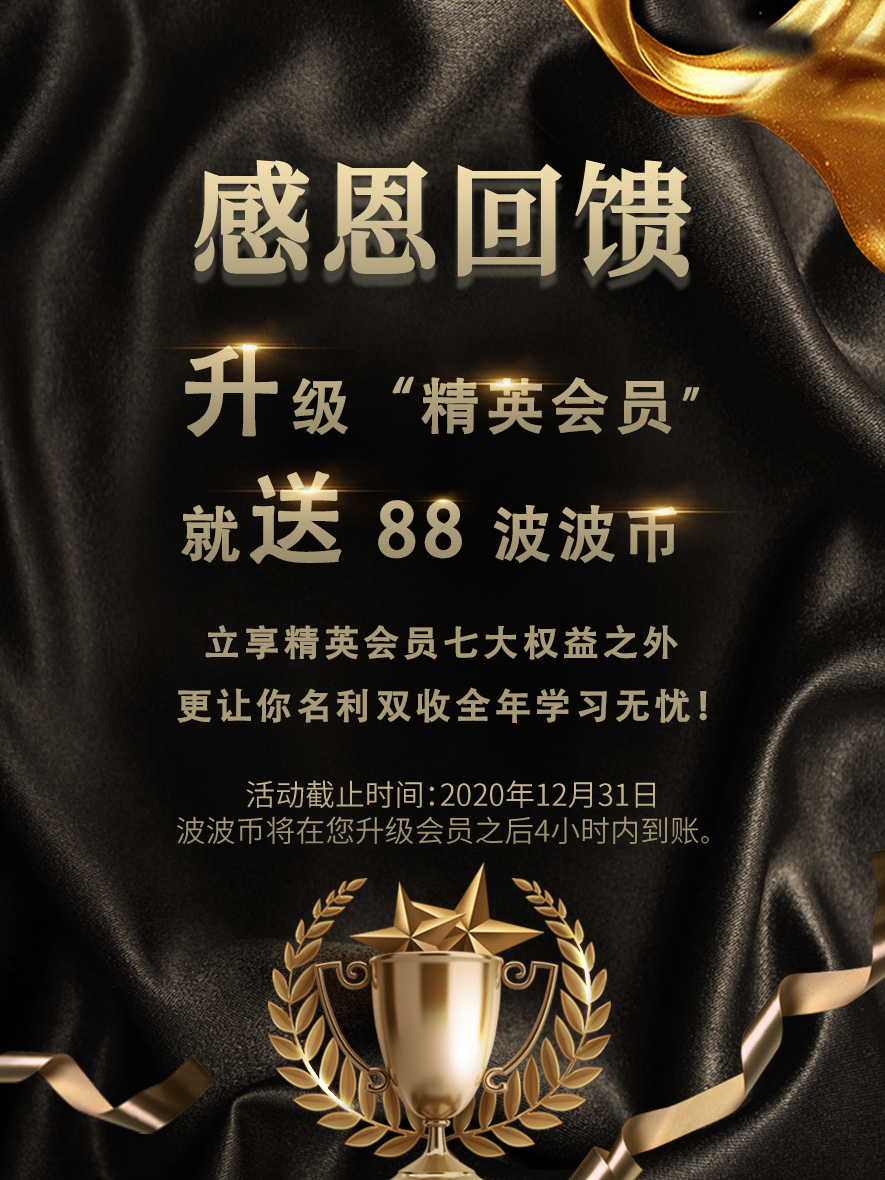 感恩回馈
升级“精英会员”
就送 88 波波币
立享精英会员七大权益之外
更让你名利双收全年学习无忧！
活动截止时间：2020年12月31日
波波币将在您升级会员之后4小时内到账。